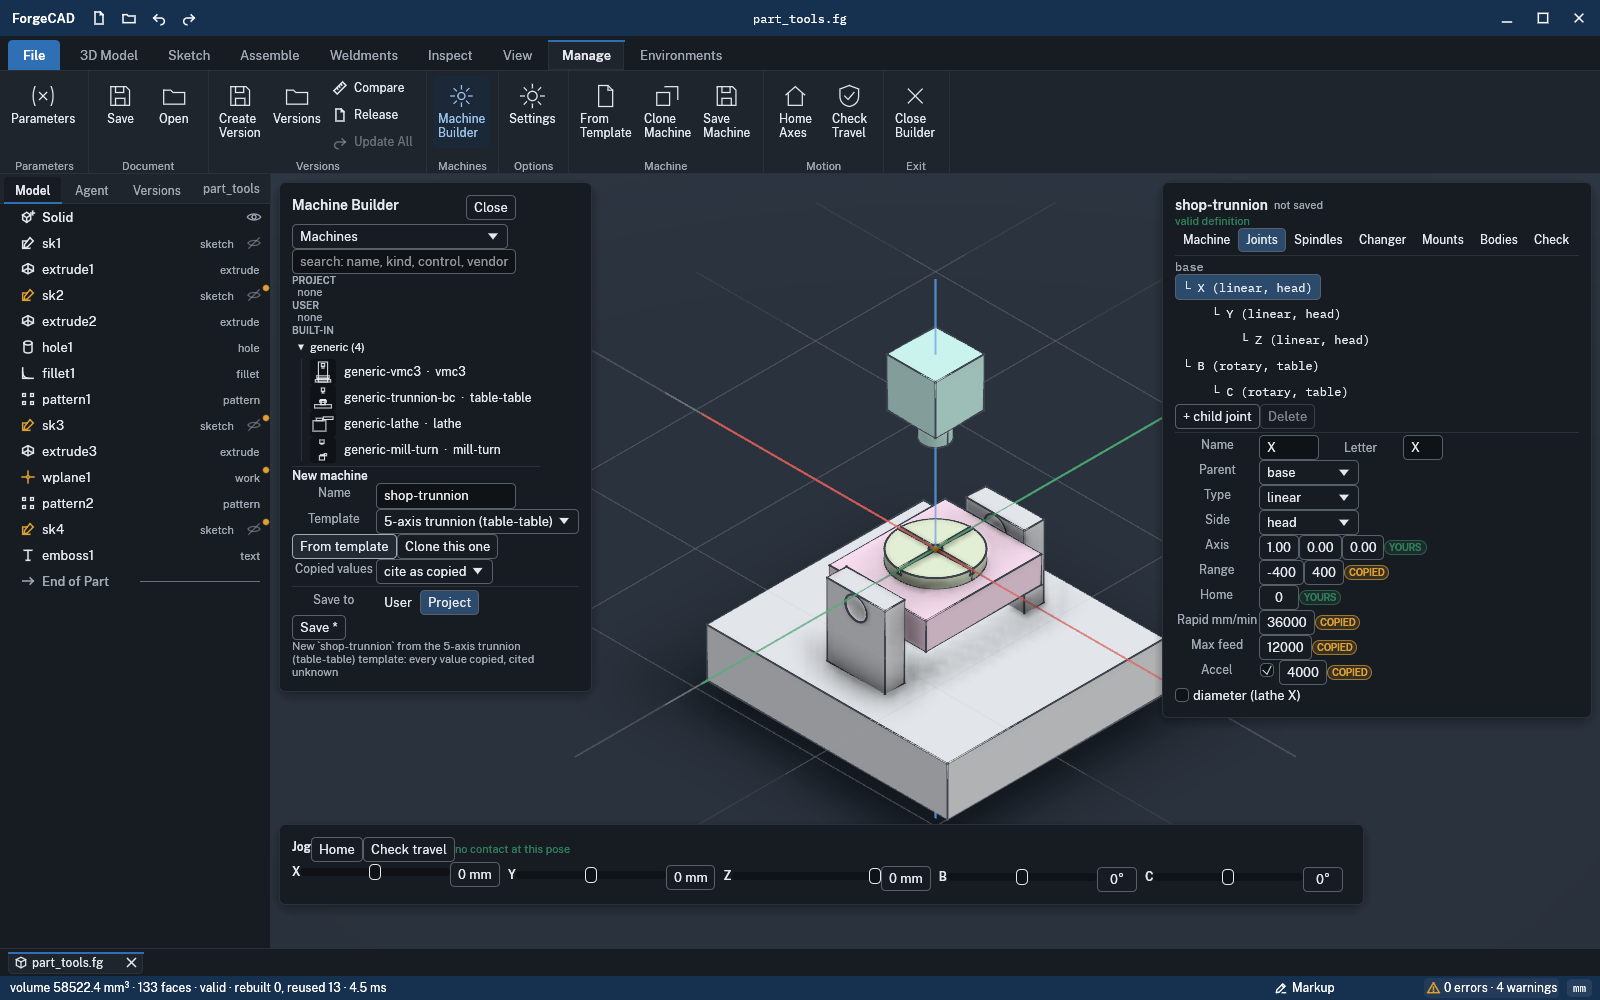 ForgeCAD
part_tools.fg
File
3D Model
Sketch
Assemble
Weldments
Inspect
View
Manage
Environments
Parameters
Save
Open
Create Version
Versions
Compare
Release
Update All
Machine Builder
Settings
From Template
Clone Machine
Save Machine
Home Axes
Check Travel
Close Builder
Parameters
Document
Versions
Machines
Options
Machine
Motion
Exit
Model
Agent
Versions
part_tools
Solid
sk1 sketch
extrude1 extrude
sk2 sketch
extrude2 extrude
hole1 hole
fillet1 fillet
pattern1 pattern
sk3 sketch
extrude3 extrude
wplane1 work
pattern2 pattern
sk4 sketch
emboss1 text
End of Part
Machine Builder
Close
Machines
search: name, kind, control, vendor
PROJECT
none
USER
none
BUILT-IN
▼ generic (4)
generic-vmc3 · vmc3
generic-trunnion-bc · table-table
generic-lathe · lathe
generic-mill-turn · mill-turn
New machine
Name shop-trunnion
Template 5-axis trunnion (table-table)
From template Clone this one
Copied values cite as copied
Save to User Project
Save *
New `shop-trunnion` from the 5-axis trunnion
(table-table) template: every value copied, cited
unknown
shop-trunnion not saved
valid definition
Machine Joints Spindles Changer Mounts Bodies Check
base
└ X (linear, head)
└ Y (linear, head)
└ Z (linear, head)
└ B (rotary, table)
└ C (rotary, table)
+ child joint Delete
Name X Letter X
Parent base
Type linear
Side head
Axis 1.00 0.00 0.00 YOURS
Range -400 400 COPIED
Home 0 YOURS
Rapid mm/min 36000 COPIED
Max feed 12000 COPIED
Accel 4000 COPIED
diameter (lathe X)
Jog Home Check travel no contact at this pose
X 0 mm Y 0 mm Z 0 mm B 0° C 0°
part_tools.fg
volume 58522.4 mm³ · 133 faces · valid · rebuilt 0, reused 13 · 4.5 ms
Markup
0 errors · 4 warnings
mm